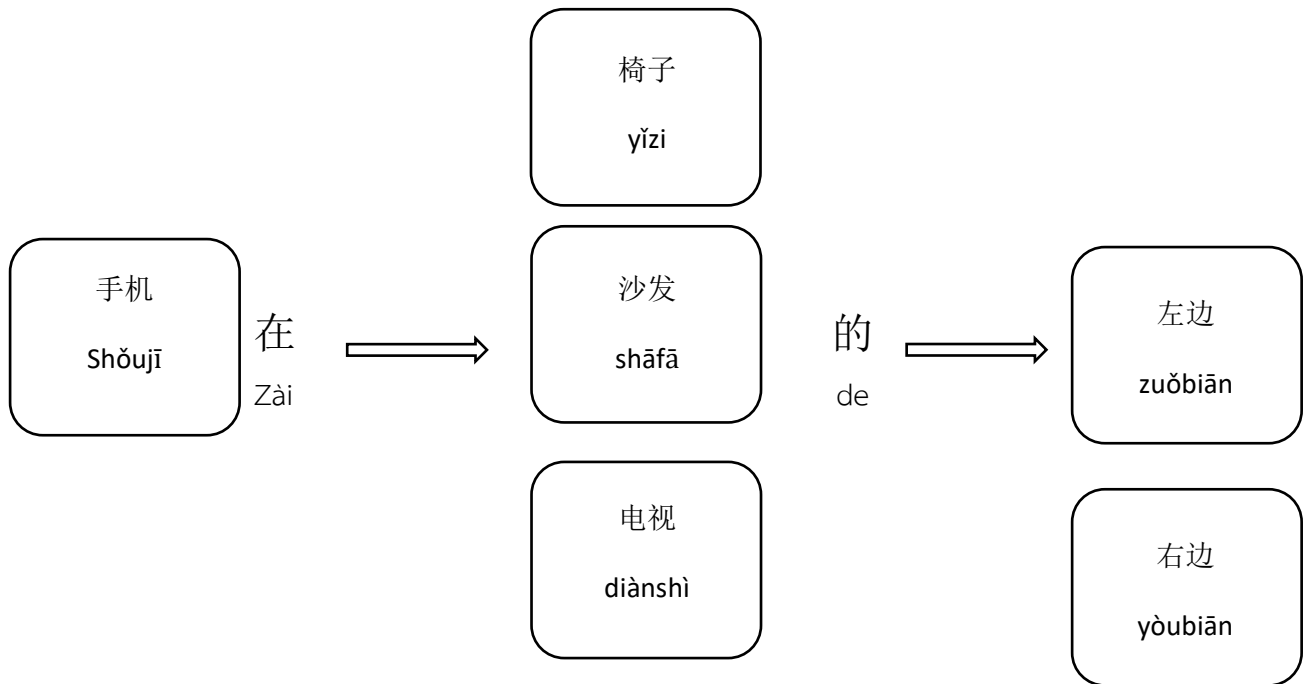 椅子
yǐzi
手机
Shǒujī
在
Zài
沙发
shāfā
的
de
左边
zuǒbiān
电视
diànshì
右边
yòubiān